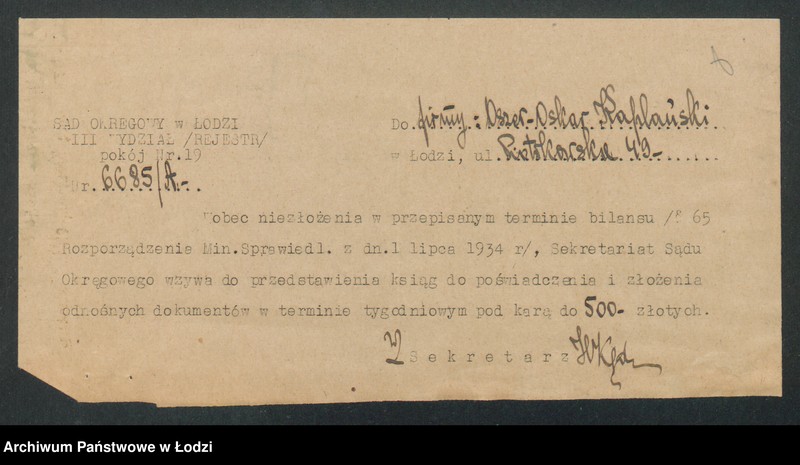 SĄD OKRĘGOWY w ŁODZI
III WYDZIAŁ /REJESTR/
pokój Nr.19
Nr. 6685/A-..
Do firmy: Oszer-Oskar Kapłański
w Łodzi, ul. Piotrkowska 49-......
Wobec niezłożenia w przepisanym terminie bilansu /§ 65
Rozporządzenia Min.Sprawiedl. z dn.1 lipca 1934 r/, Sekretariat Sądu
Okręgowego wzywa do przedstawienia ksiąg do poświadczenia i złożenia
odnośnych dokumentów w terminie tygodniowym pod karą do 500- złotych.
Sekretarz
Archiwum Państwowe w Łodzi